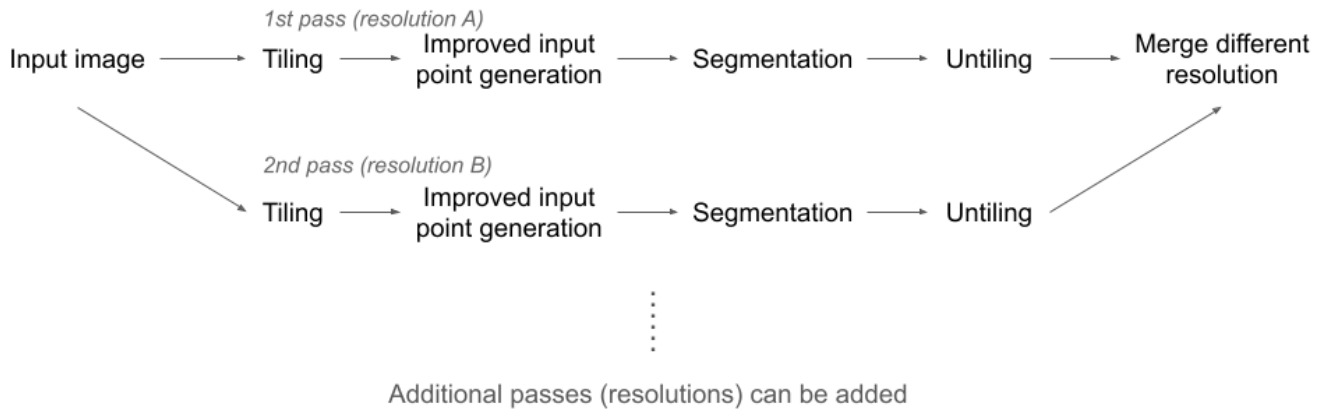 1st pass (resolution A)
Input image
Tiling
Improved input
point generation
Segmentation
Untiling
Merge different
resolution
2nd pass (resolution B)
Tiling
Improved input
point generation
Segmentation
Untiling
Additional passes (resolutions) can be added